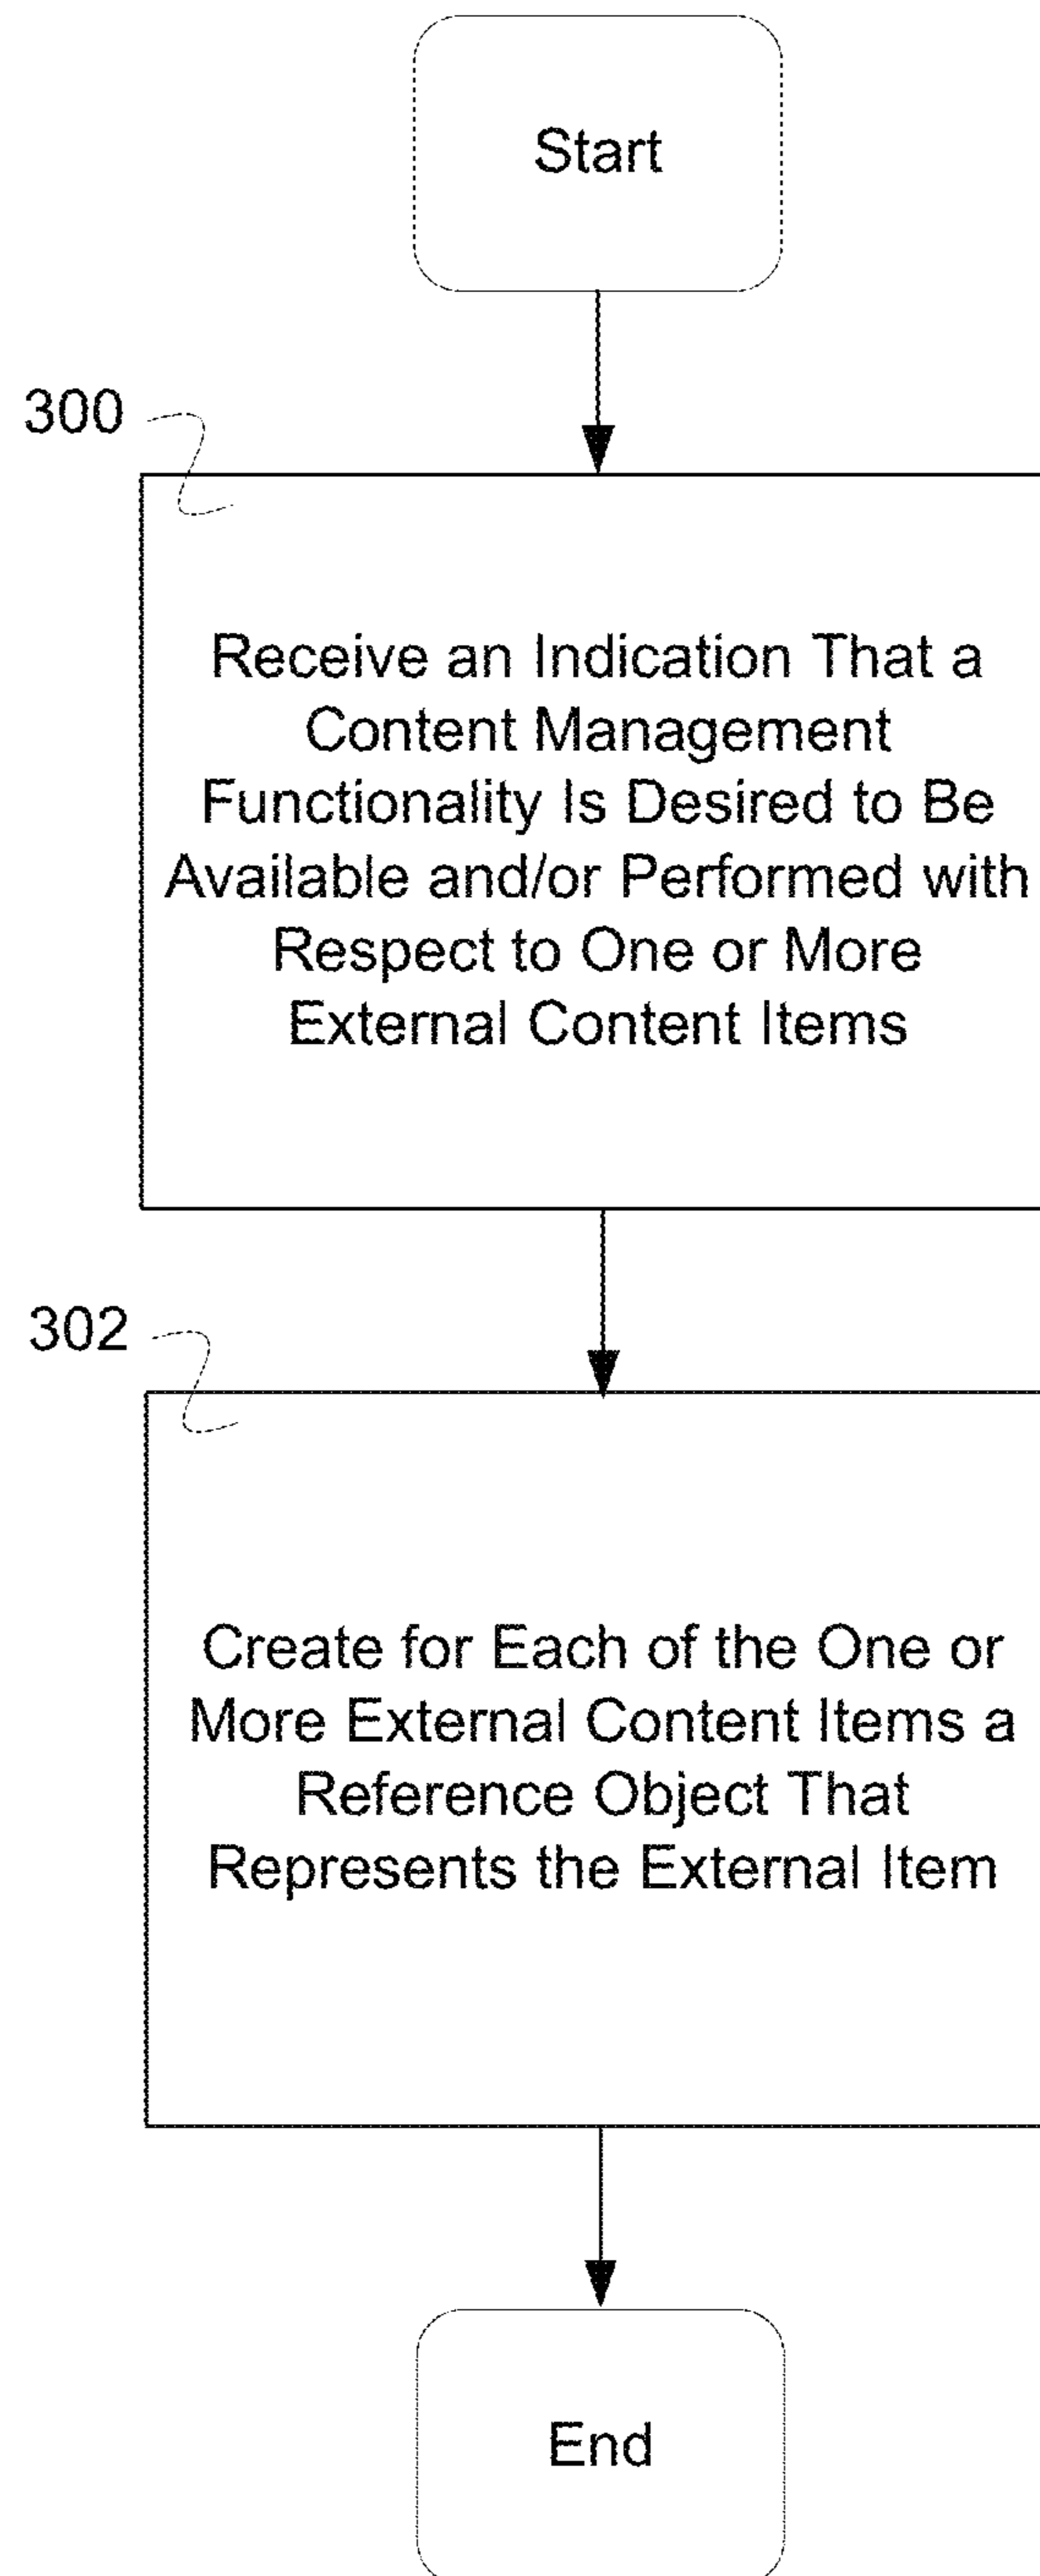 Start
300
Receive an Indication That a
Content Management
Functionality Is Desired to Be
Available and/or Performed with
Respect to One or More
External Content Items
302
Create for Each of the One or
More External Content Items a
Reference Object That
Represents the External Item
End